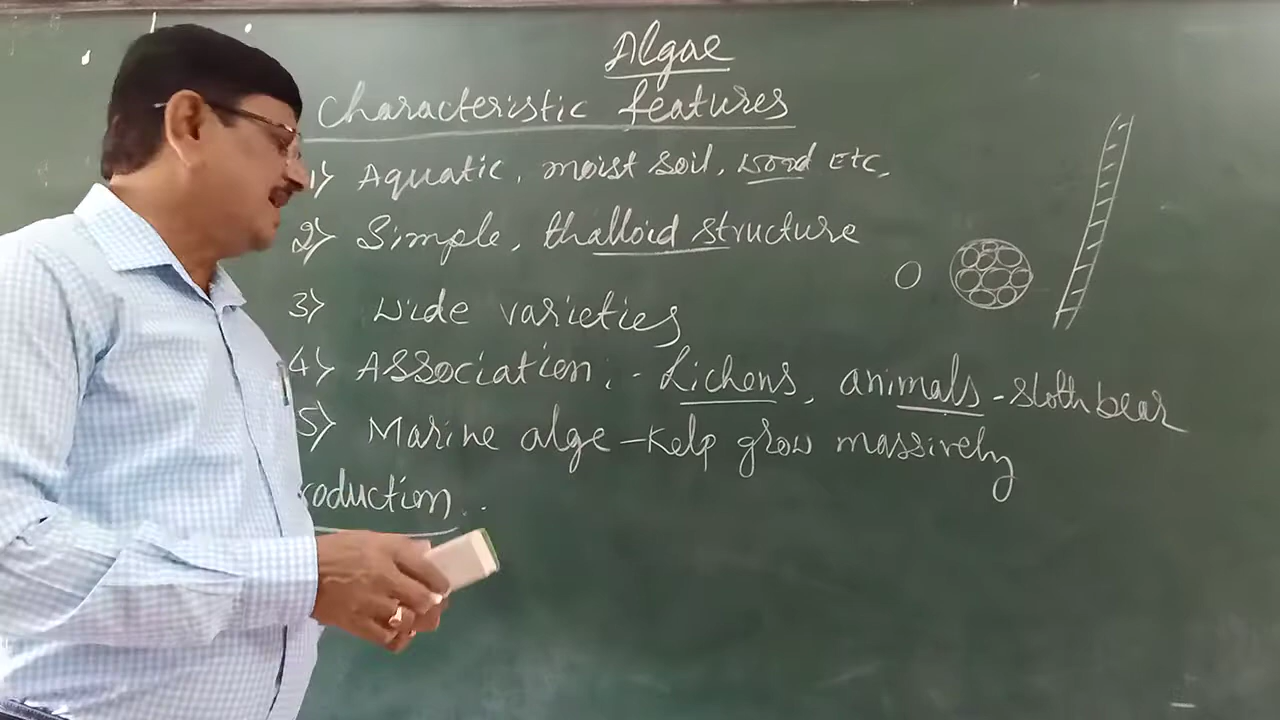 Algae
Characteristic features
1) Aquatic, moist soil, wood Etc,
2) Simple, thalloid structure
3) wide varieties
4) Association :- Lichens, animals - Sloth bear
5) Marine alge - Kelp grow massively
roduction :